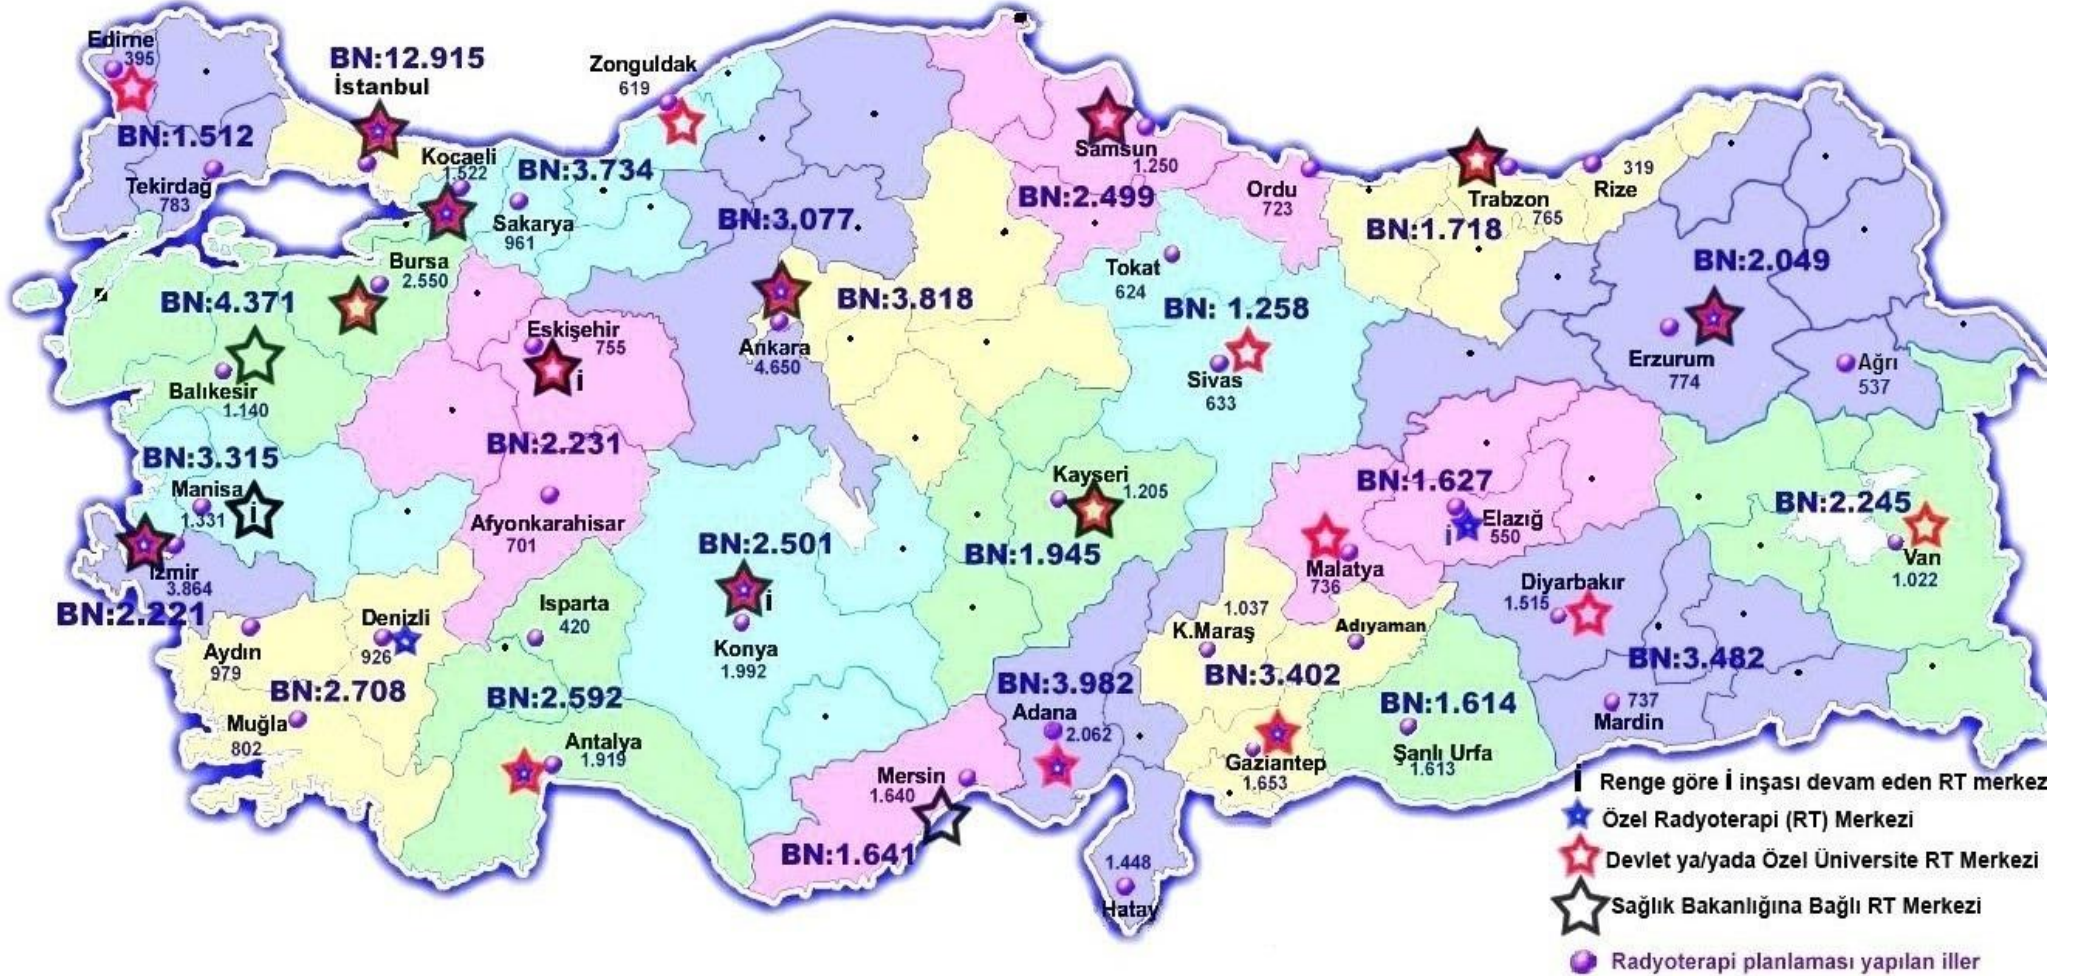 Edirne
395
BN:12.915
İstanbul
Zonguldak
619
BN:1.512
Tekirdağ
783
Kocaeli
1.522
BN:3.734
Sakarya
961
Samsun
1.250
BN:2.499
Ordu
723
319
Rize
Trabzon
765
BN:1.718
BN:3.077
BN:2.049
Bursa
2.550
BN:4.371
Tokat
624
BN: 1.258
BN:3.818
Eskişehir
755
i
Ankara
4.650
Sivas
633
Erzurum
774
Ağrı
537
Balıkesir
1.140
BN:2.231
BN:3.315
Manisa
1.331
i
Kayseri
1.205
BN:1.627
i
Elazığ
550
BN:2.245
Van
1.022
Afyonkarahisar
701
BN:2.501
i
Konya
1.992
BN:1.945
Malatya
736
İzmir
3.864
BN:2.221
Diyarbakır
1.515
Isparta
420
Denizli
926
Aydın
979
1.037
K.Maraş
Adıyaman
BN:3.402
BN:3.482
BN:2.708
Muğla
802
BN:2.592
BN:3.982
Adana
2.062
BN:1.614
737
Mardin
Antalya
1.919
Gaziantep
1.653
Şanlı Urfa
1.613
Mersin
1.640
BN:1.641
1.448
Hatay
i Renge göre i inşası devam eden RT merkez
Özel Radyoterapi (RT) Merkezi
Devlet ya/yada Özel Üniversite RT Merkezi
Sağlık Bakanlığına Bağlı RT Merkezi
Radyoterapi planlaması yapılan iller